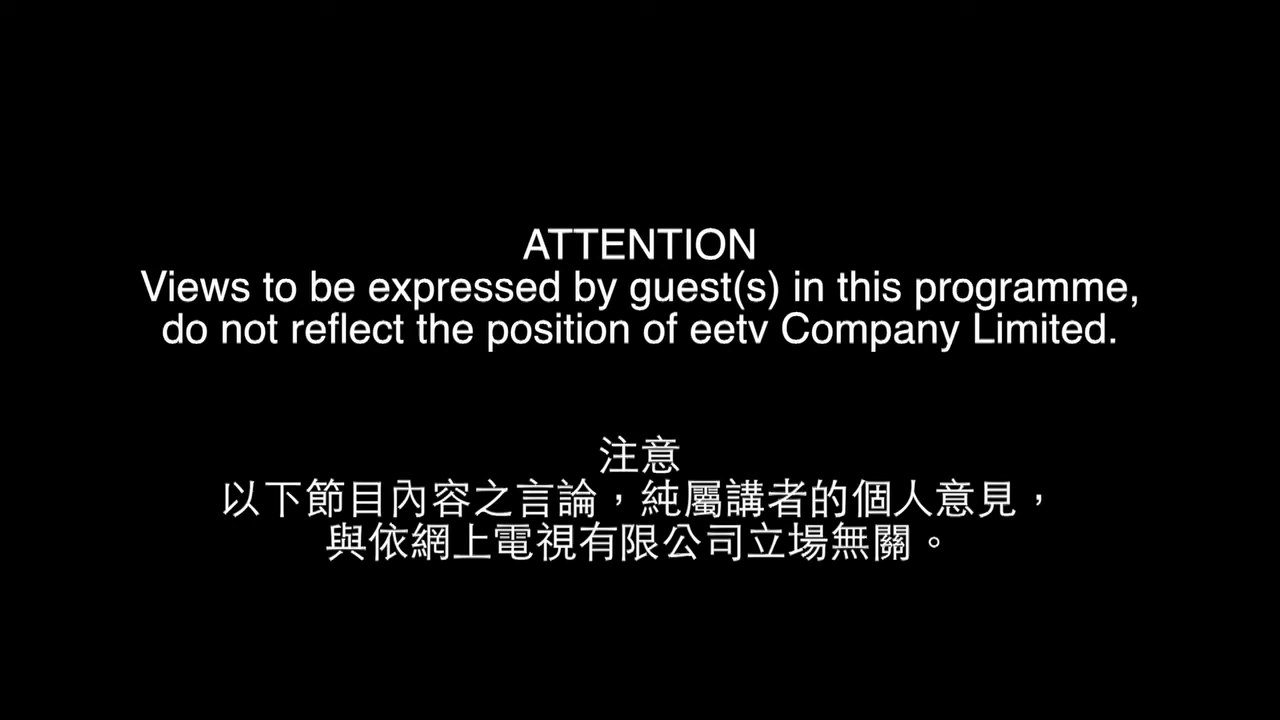 ATTENTION
Views to be expressed by guest(s) in this programme,
do not reflect the position of eetv Company Limited.
注意
以下節目內容之言論，純屬講者的個人意見，
與依網上電視有限公司立場無關。